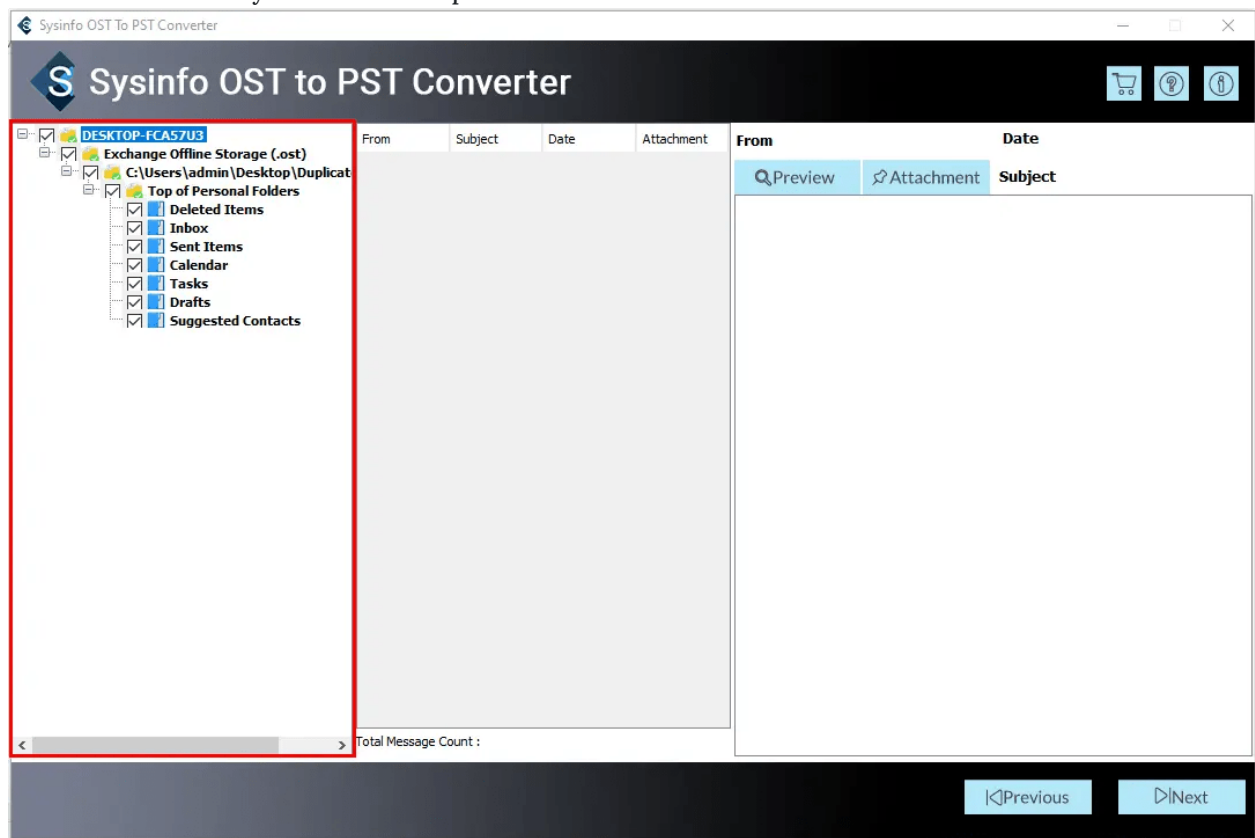 Sysinfo OST To PST Converter
Sysinfo OST to PST Converter
DESKTOP-FCA57U3
Exchange Offline Storage (.ost)
C:\Users\admin\Desktop\Duplicat
Top of Personal Folders
Deleted Items
Inbox
Sent Items
Calendar
Tasks
Drafts
Suggested Contacts
From Subject Date Attachment
Total Message Count :
From Date
Preview Attachment Subject
Previous Next